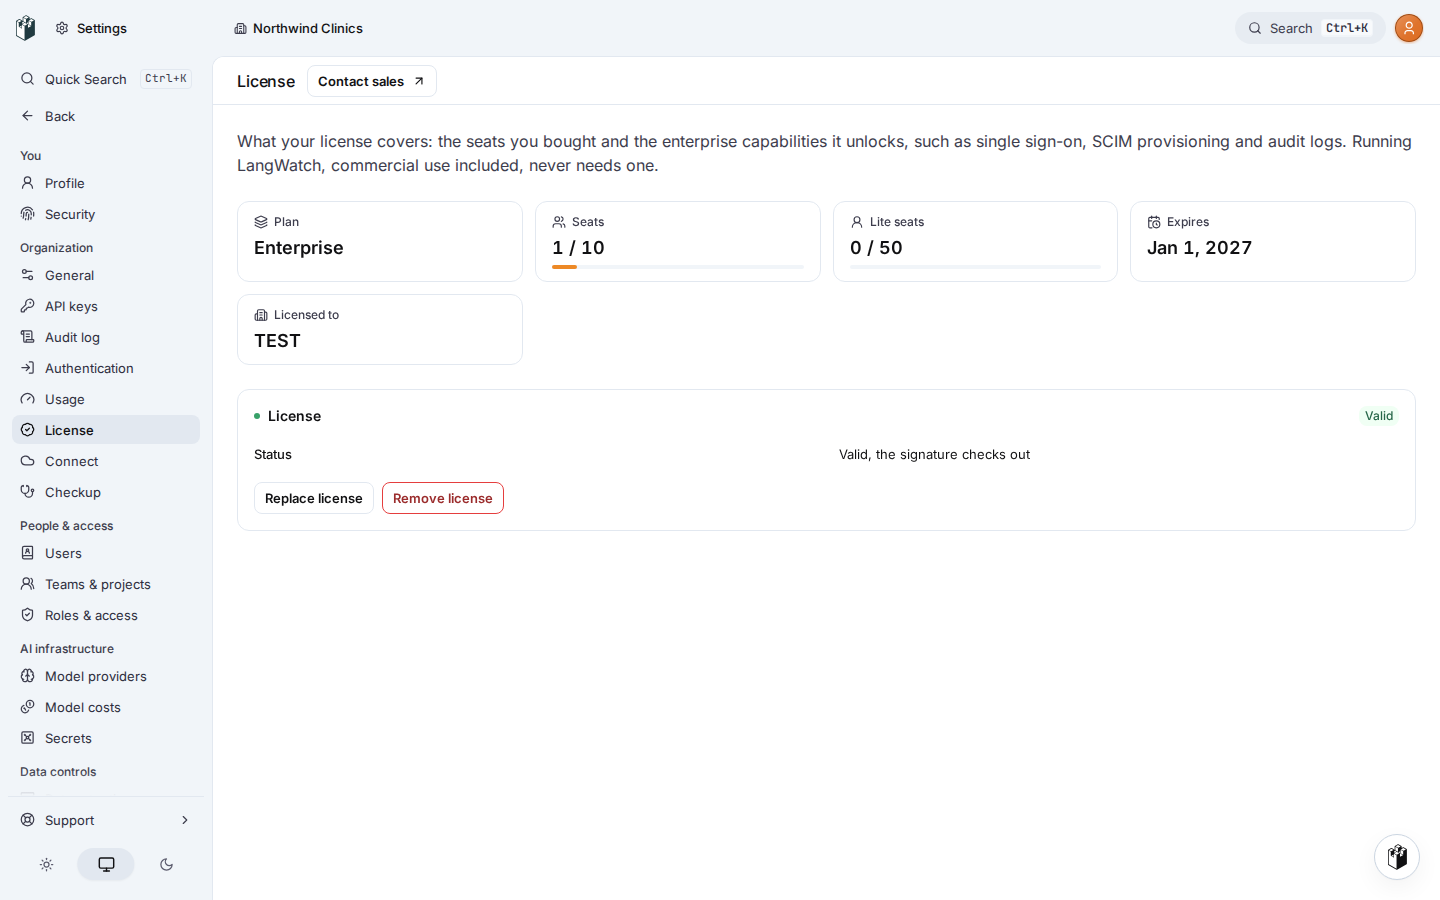 Settings
Northwind Clinics
Search Ctrl+K
Quick Search Ctrl+K
Back
You
Profile
Security
Organization
General
API keys
Audit log
Authentication
Usage
License
Connect
Checkup
People & access
Users
Teams & projects
Roles & access
AI infrastructure
Model providers
Model costs
Secrets
Data controls
Support
License
Contact sales
What your license covers: the seats you bought and the enterprise capabilities it unlocks, such as single sign-on, SCIM provisioning and audit logs. Running
LangWatch, commercial use included, never needs one.
Plan
Enterprise
Seats
1 / 10
Lite seats
0 / 50
Expires
Jan 1, 2027
Licensed to
TEST
License
Valid
Status
Valid, the signature checks out
Replace license
Remove license